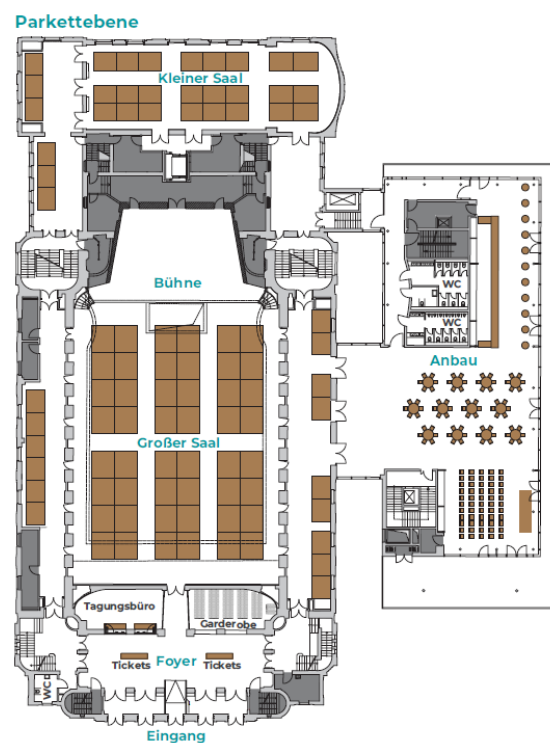 Parkettebene
Kleiner Saal
Bühne
WC
WC
Anbau
Großer Saal
Tagungsbüro
Garderobe
Tickets
Foyer
Tickets
WC
Eingang